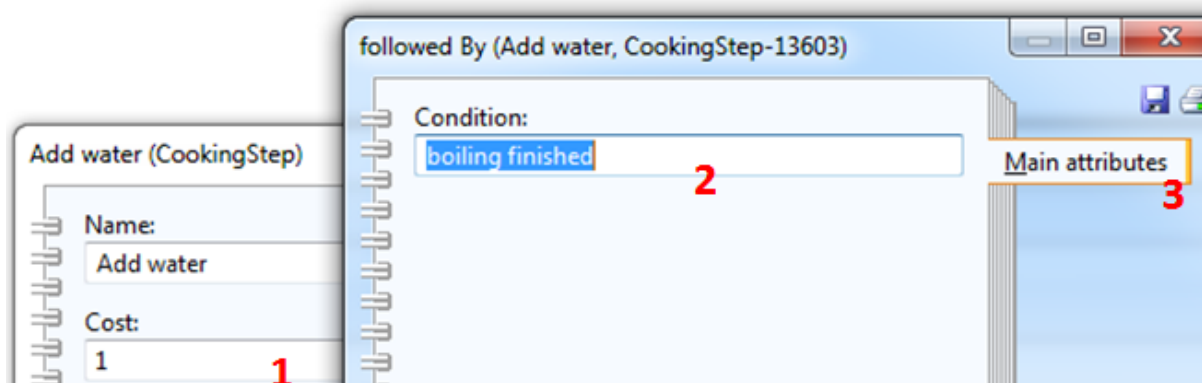 followed By (Add water, CookingStep-13603)
Condition:
boiling finished
2
Main attributes
3
Add water (CookingStep)
Name:
Add water
Cost:
1
1